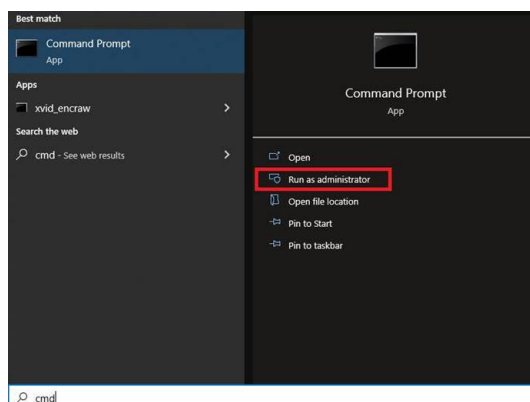 Best match
Command Prompt
App
Apps
xvid_encraw
Search the web
cmd - See web results
cmd
Command Prompt
App
Open
Run as administrator
Open file location
Pin to Start
Pin to taskbar